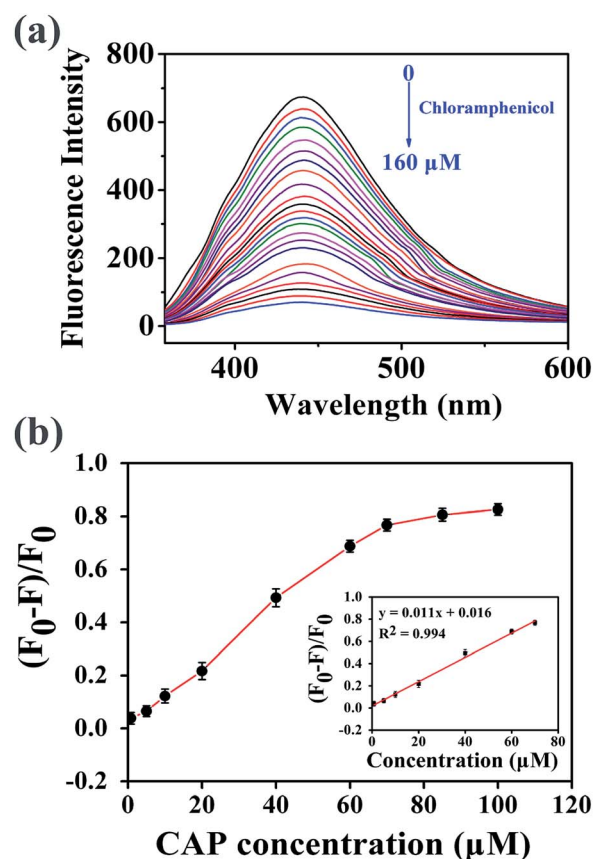 (a)
800
600
400
200
0
Fluorescence Intensity
0
Chloramphenicol
160 µM
400
500
600
Wavelength (nm)
(b)
1.0
0.8
0.6
0.4
0.2
0.0
-0.2
(F0-F)/F0
0
20
40
60
80
100
120
CAP concentration (µM)
1.0
0.8
0.6
0.4
0.2
0.0
-0.2
(F0-F)/F0
y = 0.011x + 0.016
R2 = 0.994
0
20
40
60
80
Concentration (µM)